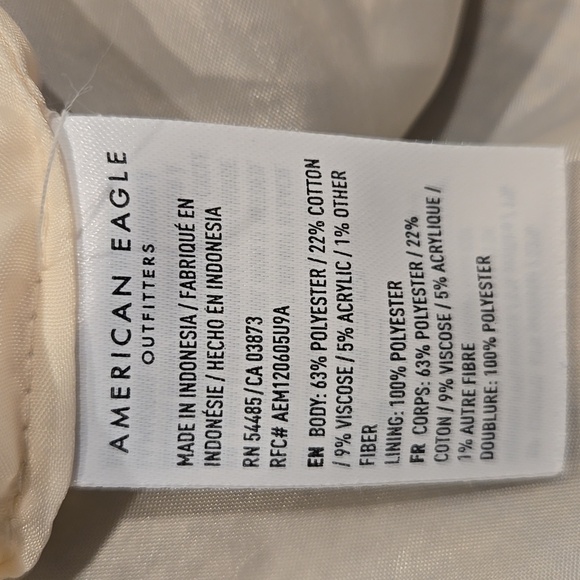 AMERICAN EAGLE
OUTFITTERS
MADE IN INDONESIA / FABRIQUÉ EN
INDONÉSIE / HECHO EN INDONESIA
RN 54485 / CA 03873
RFC# AEM120605U9A
EN BODY: 63% POLYESTER / 22% COTTON
/ 9% VISCOSE / 5% ACRYLIC / 1% OTHER
FIBER
LINING: 100% POLYESTER
FR CORPS: 63% POLYESTER / 22%
COTON / 9% VISCOSE / 5% ACRYLIQUE /
1% AUTRE FIBRE
DOUBLURE: 100% POLYESTER